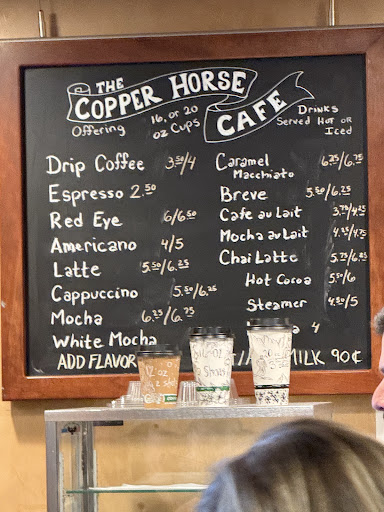 THE
COPPER HORSE
CAFE
Offering 16, or 20
oz Cups
DRINKS
Served Hot or
Iced
Drip Coffee 3.50/4
Espresso 2.50
Red Eye 6/6.50
Americano 4/5
Latte 5.50/6.25
Cappuccino 5.50/6.25
Mocha 6.25/6.75
White Mocha
ADD FLAVOR
Caramel
Macchiato 6.25/6.75
Breve 5.50/6.25
Cafe au Lait 3.75/4.25
Mocha au Lait 4.25/4.75
Chai Latte 5.75/6.25
Hot Cocoa 5.50/6
Steamer 4.50/5
4
MILK 90¢
12
oz